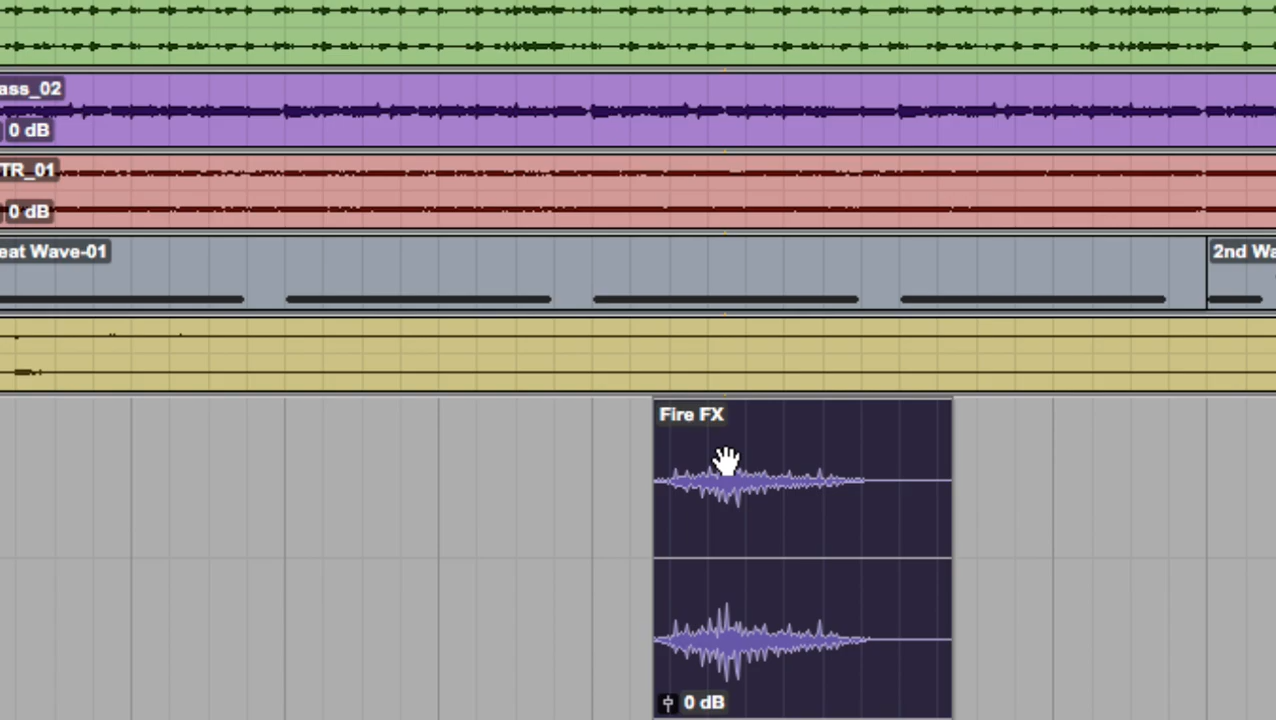 ass_02
0 dB
TR_01
0 dB
eat Wave-01
2nd Wa
Fire FX
0 dB